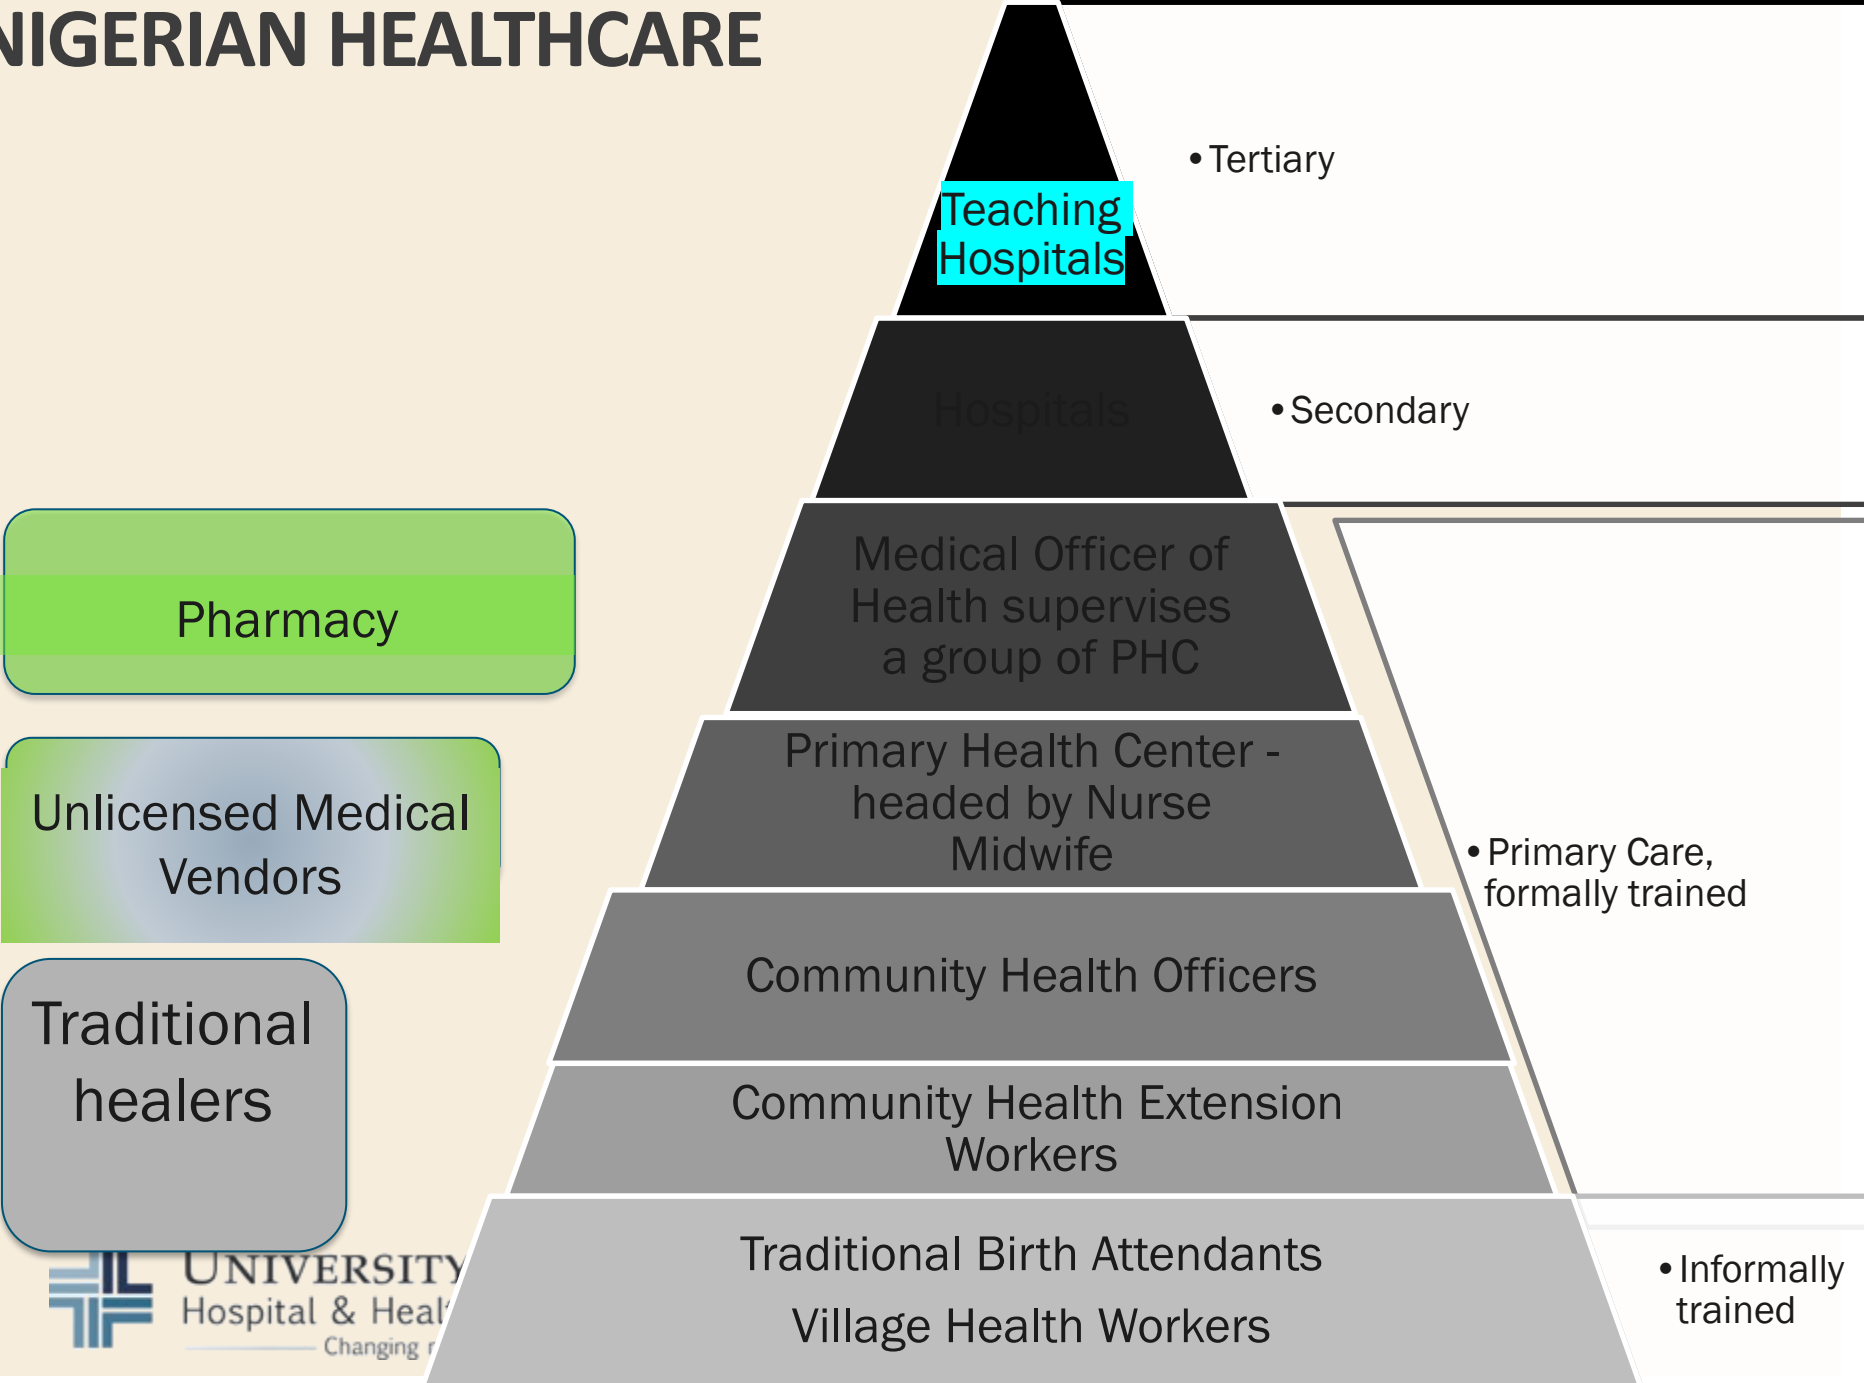 NIGERIAN HEALTHCARE
Teaching
Hospitals
• Tertiary
Hospitals
• Secondary
Medical Officer of
Health supervises
a group of PHC
Pharmacy
Primary Health Center -
headed by Nurse
Midwife
Unlicensed Medical
Vendors
• Primary Care,
formally trained
Community Health Officers
Traditional
healers
Community Health Extension
Workers
Traditional Birth Attendants
Village Health Workers
• Informally
trained
UNIVERSITY
Hospital & Heal
Changing